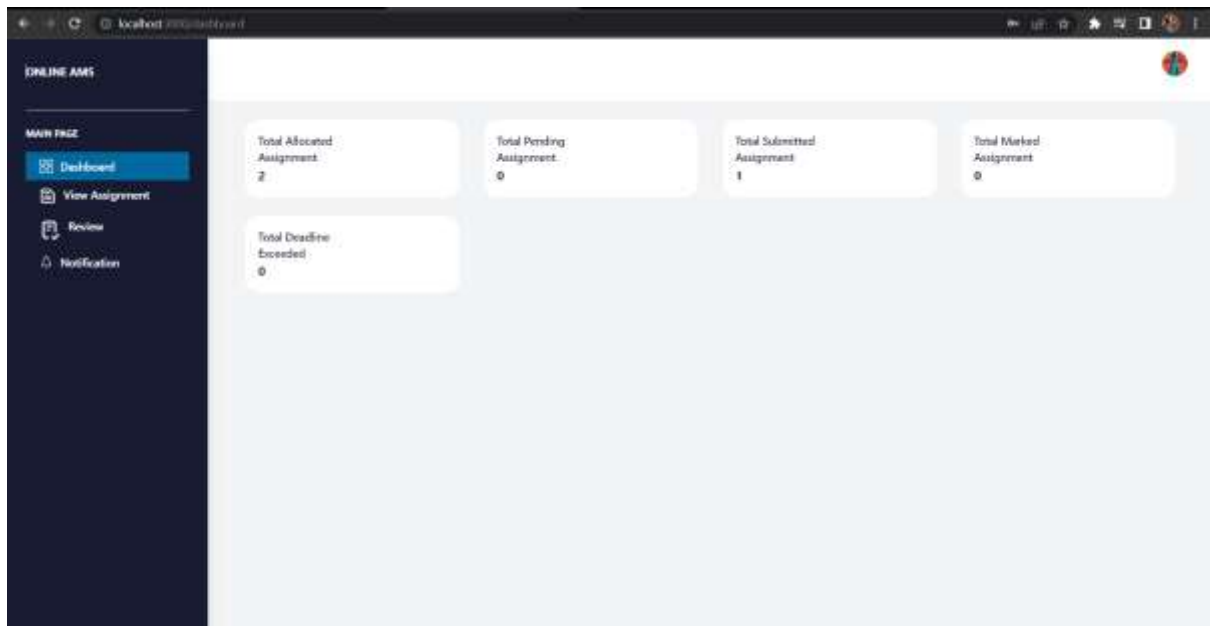 localhost
ONLINE AMS
MAIN PAGE
Dashboard
View Assignment
Review
Notification
Total Allocated
Assignment
2
Total Pending
Assignment
0
Total Submitted
Assignment
1
Total Marked
Assignment
0
Total Deadline
Exceeded
0